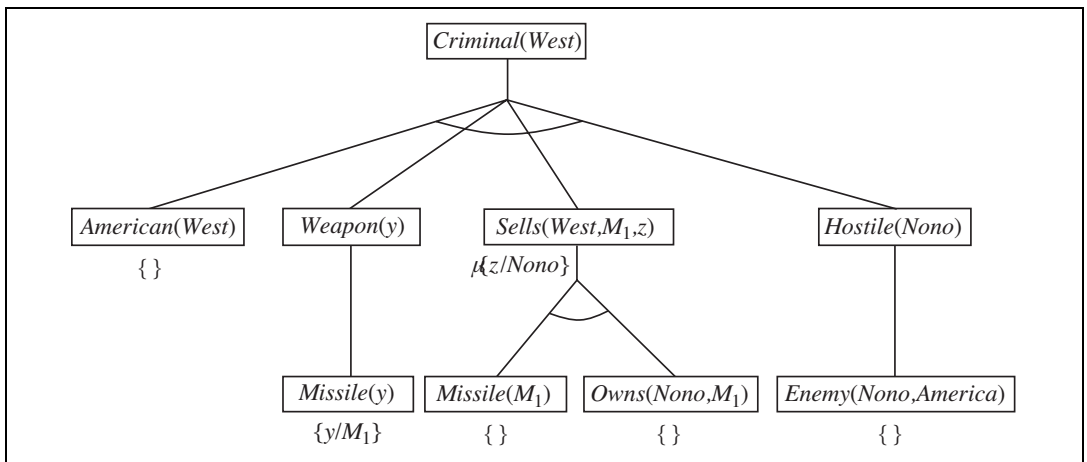 Criminal(West)
American(West) Weapon(y) Sells(West,M1,z) Hostile(Nono)
{ } {z/Nono}
Missile(y) Missile(M1) Owns(Nono,M1) Enemy(Nono,America)
{y/M1} { } { } { }